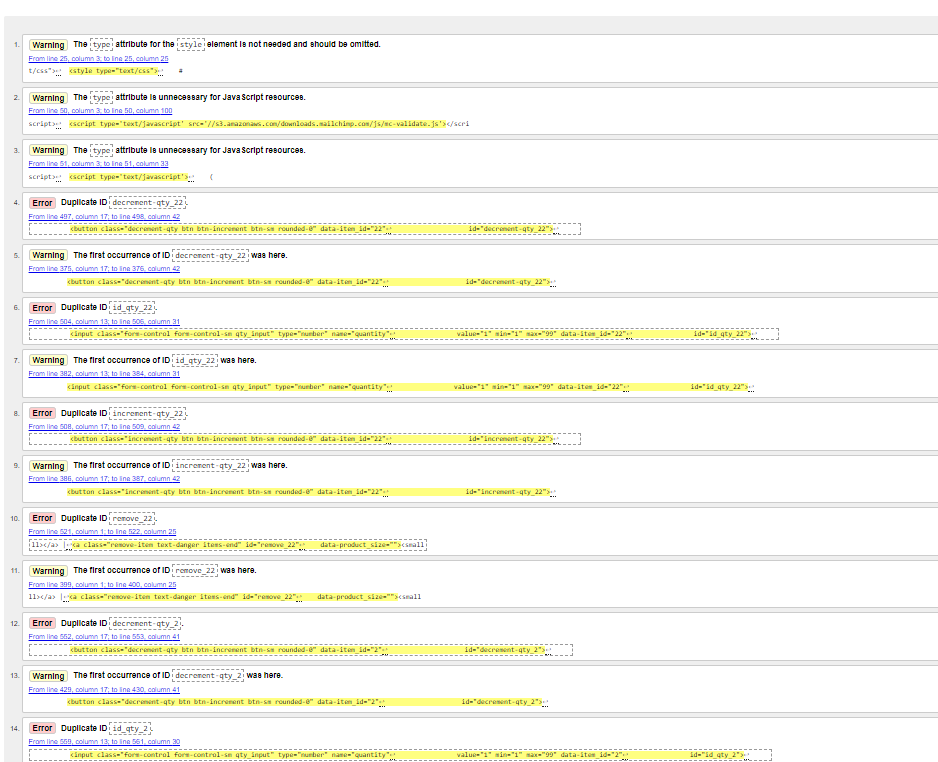 1. Warning The type attribute for the style element is not needed and should be omitted.
From line 25, column 3; to line 25, column 25
t/css">↩ <style type="text/css">↩ #
2. Warning The type attribute is unnecessary for JavaScript resources.
From line 50, column 3; to line 50, column 100
script>↩ <script type='text/javascript' src='//s3.amazonaws.com/downloads.mailchimp.com/js/mc-validate.js'></scri
3. Warning The type attribute is unnecessary for JavaScript resources.
From line 51, column 3; to line 51, column 33
script>↩ <script type='text/javascript'>↩ (
4. Error Duplicate ID decrement-qty_22.
From line 497, column 17; to line 498, column 42
<button class="decrement-qty btn btn-increment btn-sm rounded-0" data-item_id="22"↩ id="decrement-qty_22">↩
5. Warning The first occurrence of ID decrement-qty_22 was here.
From line 375, column 17; to line 376, column 42
<button class="decrement-qty btn btn-increment btn-sm rounded-0" data-item_id="22"↩ id="decrement-qty_22">↩
6. Error Duplicate ID id_qty_22.
From line 504, column 13; to line 506, column 31
<input class="form-control form-control-sm qty_input" type="number" name="quantity"↩ value="1" min="1" max="99" data-item_id="22"↩ id="id_qty_22">↩
7. Warning The first occurrence of ID id_qty_22 was here.
From line 382, column 13; to line 384, column 31
<input class="form-control form-control-sm qty_input" type="number" name="quantity"↩ value="1" min="1" max="99" data-item_id="22"↩ id="id_qty_22">↩
8. Error Duplicate ID increment-qty_22.
From line 508, column 17; to line 509, column 42
<button class="increment-qty btn btn-increment btn-sm rounded-0" data-item_id="22"↩ id="increment-qty_22">↩
9. Warning The first occurrence of ID increment-qty_22 was here.
From line 386, column 17; to line 387, column 42
<button class="increment-qty btn btn-increment btn-sm rounded-0" data-item_id="22"↩ id="increment-qty_22">↩
10. Error Duplicate ID remove_22.
From line 521, column 1; to line 522, column 25
ll></a> |↩<a class="remove-item text-danger items-end" id="remove_22"↩ data-product_size=""><small
11. Warning The first occurrence of ID remove_22 was here.
From line 399, column 1; to line 400, column 25
ll></a> |↩<a class="remove-item text-danger items-end" id="remove_22"↩ data-product_size=""><small
12. Error Duplicate ID decrement-qty_2.
From line 552, column 17; to line 553, column 41
<button class="decrement-qty btn btn-increment btn-sm rounded-0" data-item_id="2"↩ id="decrement-qty_2">↩
13. Warning The first occurrence of ID decrement-qty_2 was here.
From line 429, column 17; to line 430, column 41
<button class="decrement-qty btn btn-increment btn-sm rounded-0" data-item_id="2"↩ id="decrement-qty_2">↩
14. Error Duplicate ID id_qty_2.
From line 559, column 13; to line 561, column 30
<input class="form-control form-control-sm qty_input" type="number" name="quantity"↩ value="1" min="1" max="99" data-item_id="2"↩ id="id_qty_2">↩